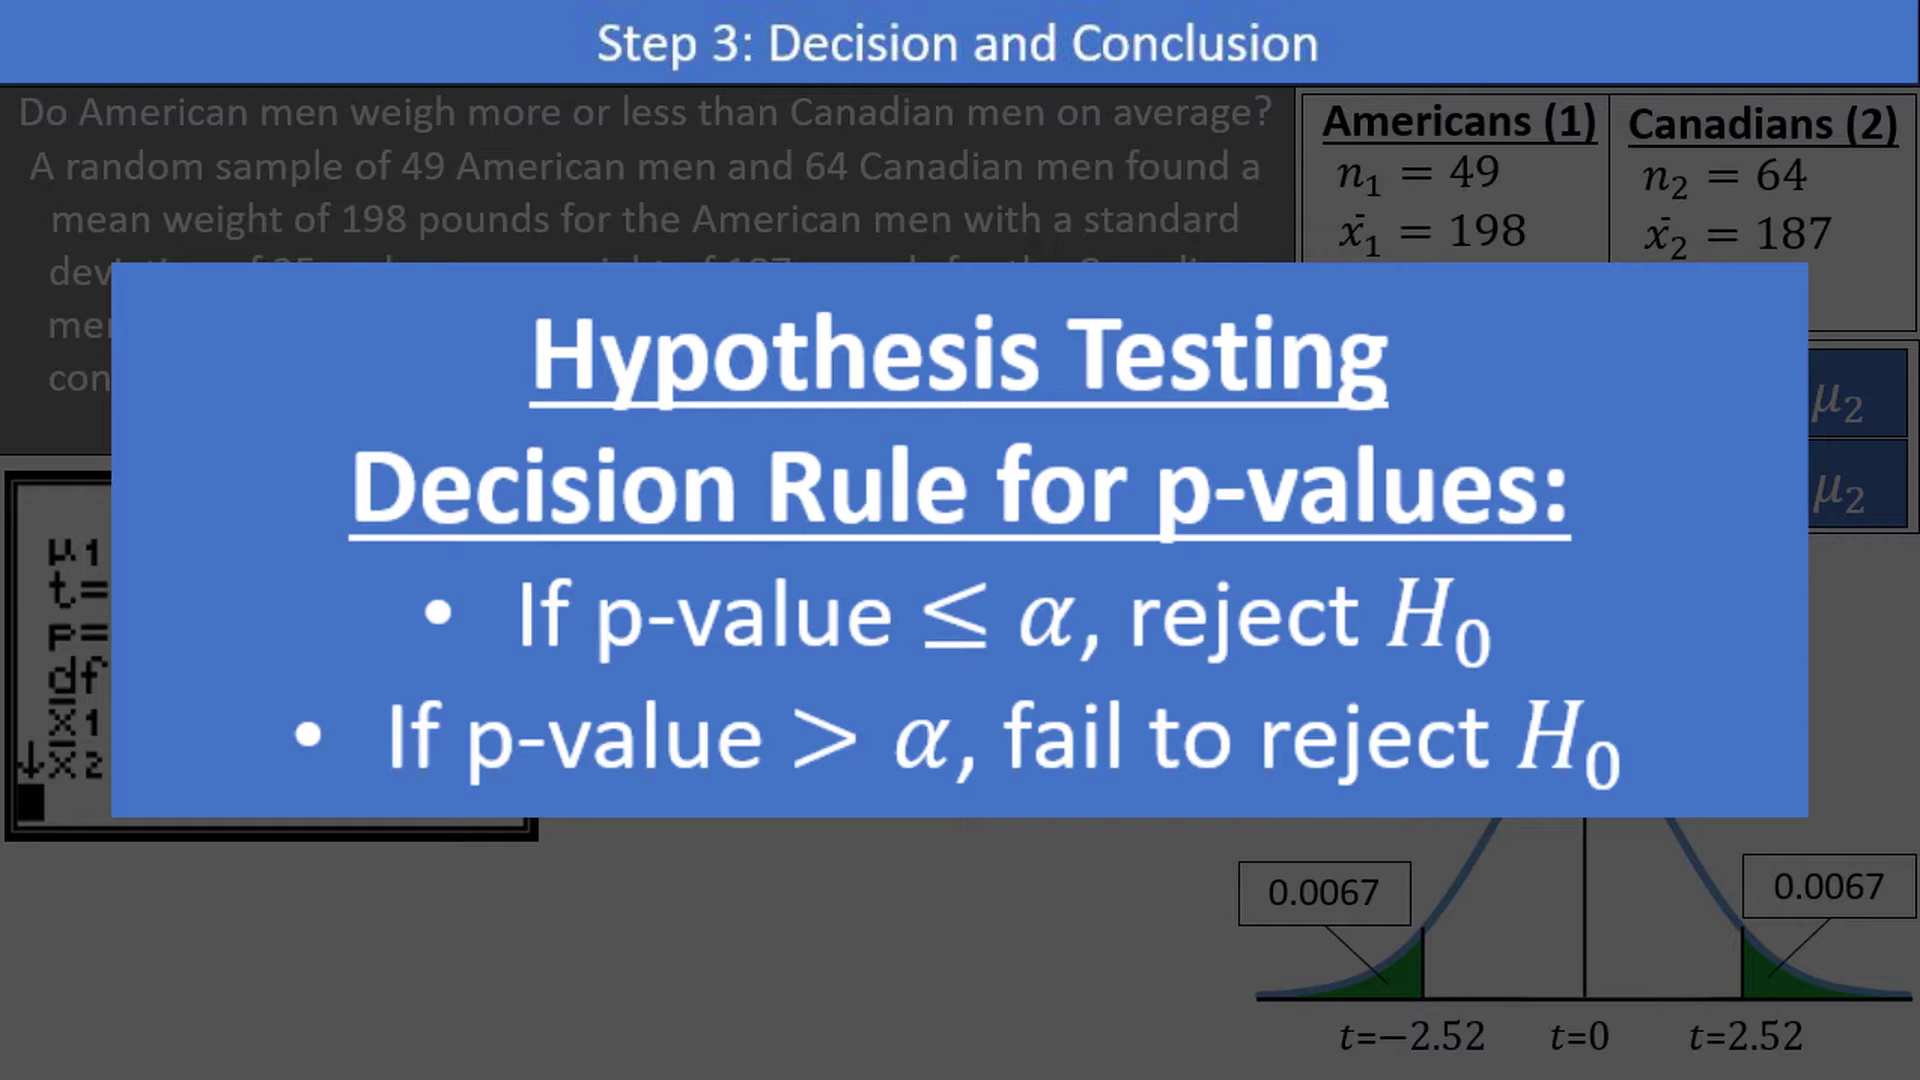 Step 3: Decision and Conclusion
Do American men weigh more or less than Canadian men on average?
A random sample of 49 American men and 64 Canadian men found a
mean weight of 198 pounds for the American men with a standard
Americans (1)
n₁ = 49
x̄₁ = 198
Canadians (2)
n₂ = 64
x̄₂ = 187
μ₂
μ₂
Hypothesis Testing
Decision Rule for p-values:
• If p-value ≤ α, reject H₀
• If p-value > α, fail to reject H₀
μ1
t=
p=
df
x̄1
↓x̄2
0.0067
0.0067
t=−2.52
t=0
t=2.52